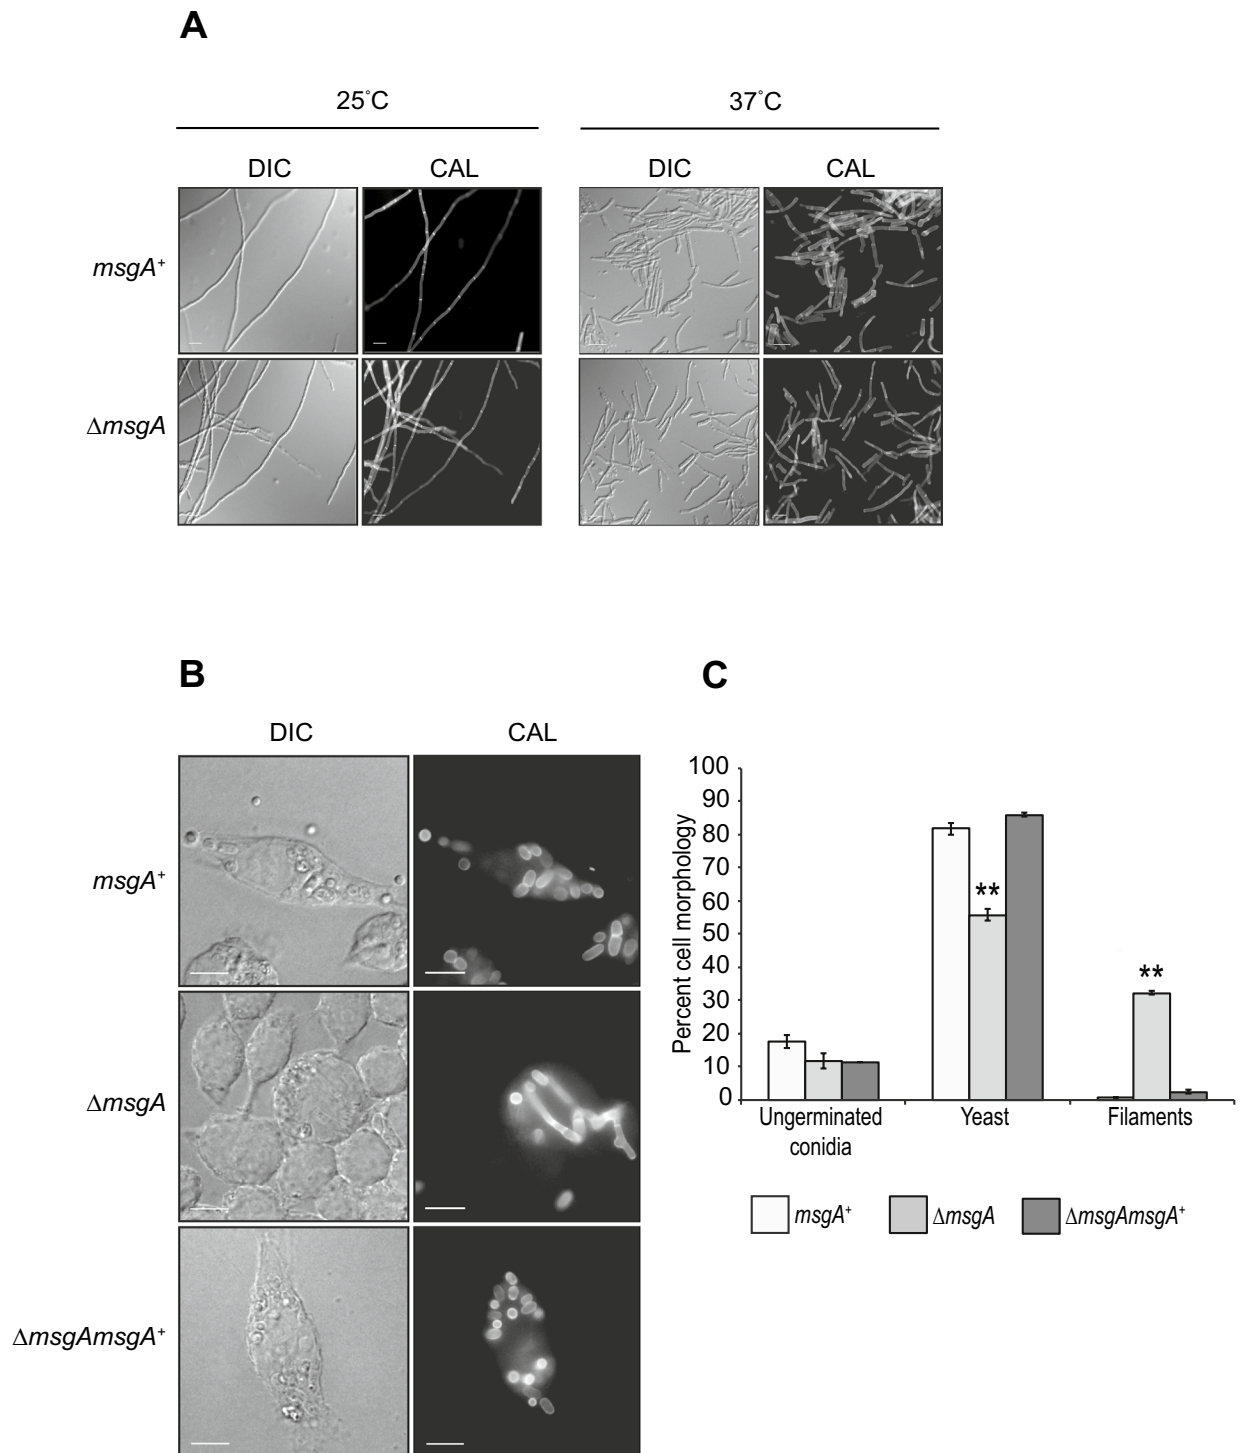 A
25°C 37°C
DIC CAL DIC CAL
msgA⁺
ΔmsgA
B
DIC CAL
msgA⁺
ΔmsgA
ΔmsgAmsgA⁺
C
Percent cell morphology
100
90
80
70
60
50
40
30
20
10
0
**
**
Ungerminated
conidia
Yeast
Filaments
msgA⁺ ΔmsgA ΔmsgAmsgA⁺